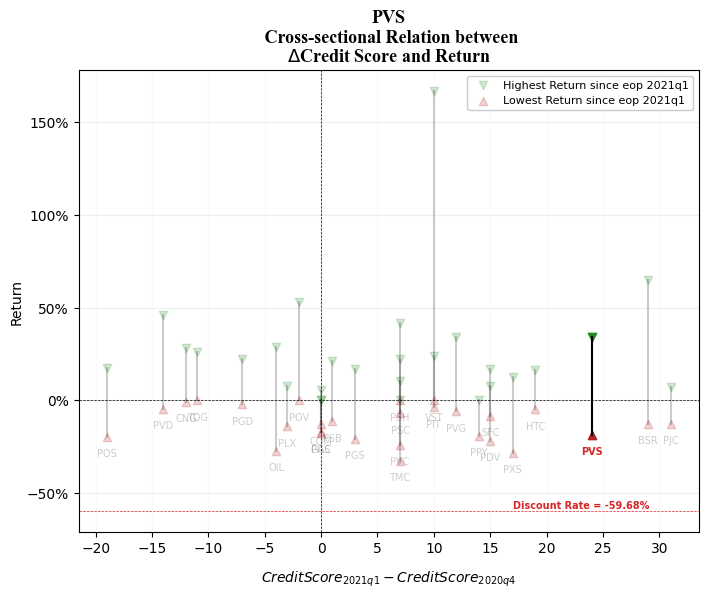 PVS
Cross-sectional Relation between
ΔCredit Score and Return
Highest Return since eop 2021q1
Lowest Return since eop 2021q1
150%
100%
50%
0%
−50%
Return
POS
PVD
CNG
PGD
OIL
PLX
POV
PGS
PSH
PSC
PVC
TMC
VST
PIT
PVG
PPY
SFC
PDV
PXS
HTC
PVS
BSR
PJC
Discount Rate = -59.68%
−20
−15
−10
−5
0
5
10
15
20
25
30
CreditScore2021q1 − CreditScore2020q4